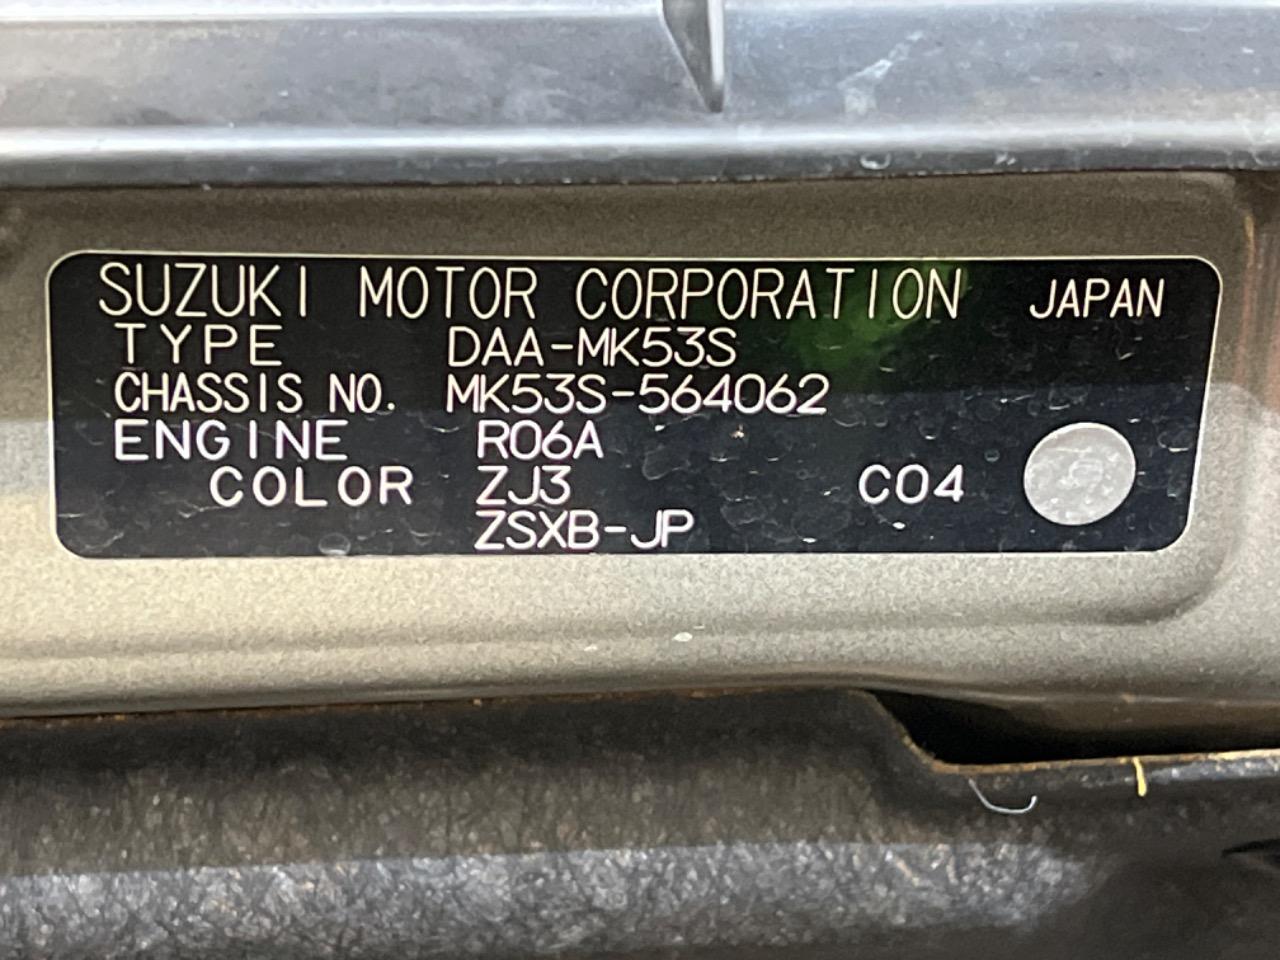 SUZUKI MOTOR CORPORATION JAPAN
TYPE DAA-MK53S
CHASSIS NO. MK53S-564062
ENGINE R06A
COLOR ZJ3 C04
ZSXB-JP